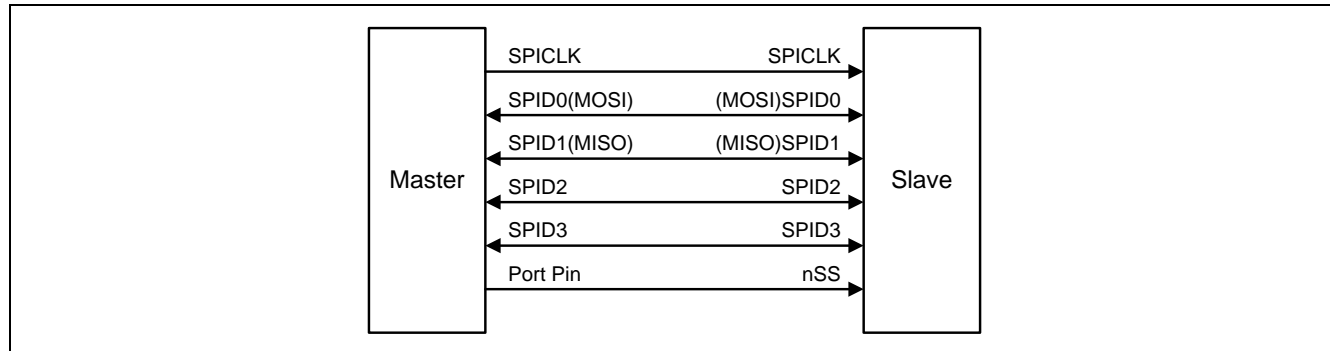 SPICLK SPICLK
SPID0(MOSI) (MOSI)SPID0
SPID1(MISO) (MISO)SPID1
Master SPID2 SPID2 Slave
SPID3 SPID3
Port Pin nSS